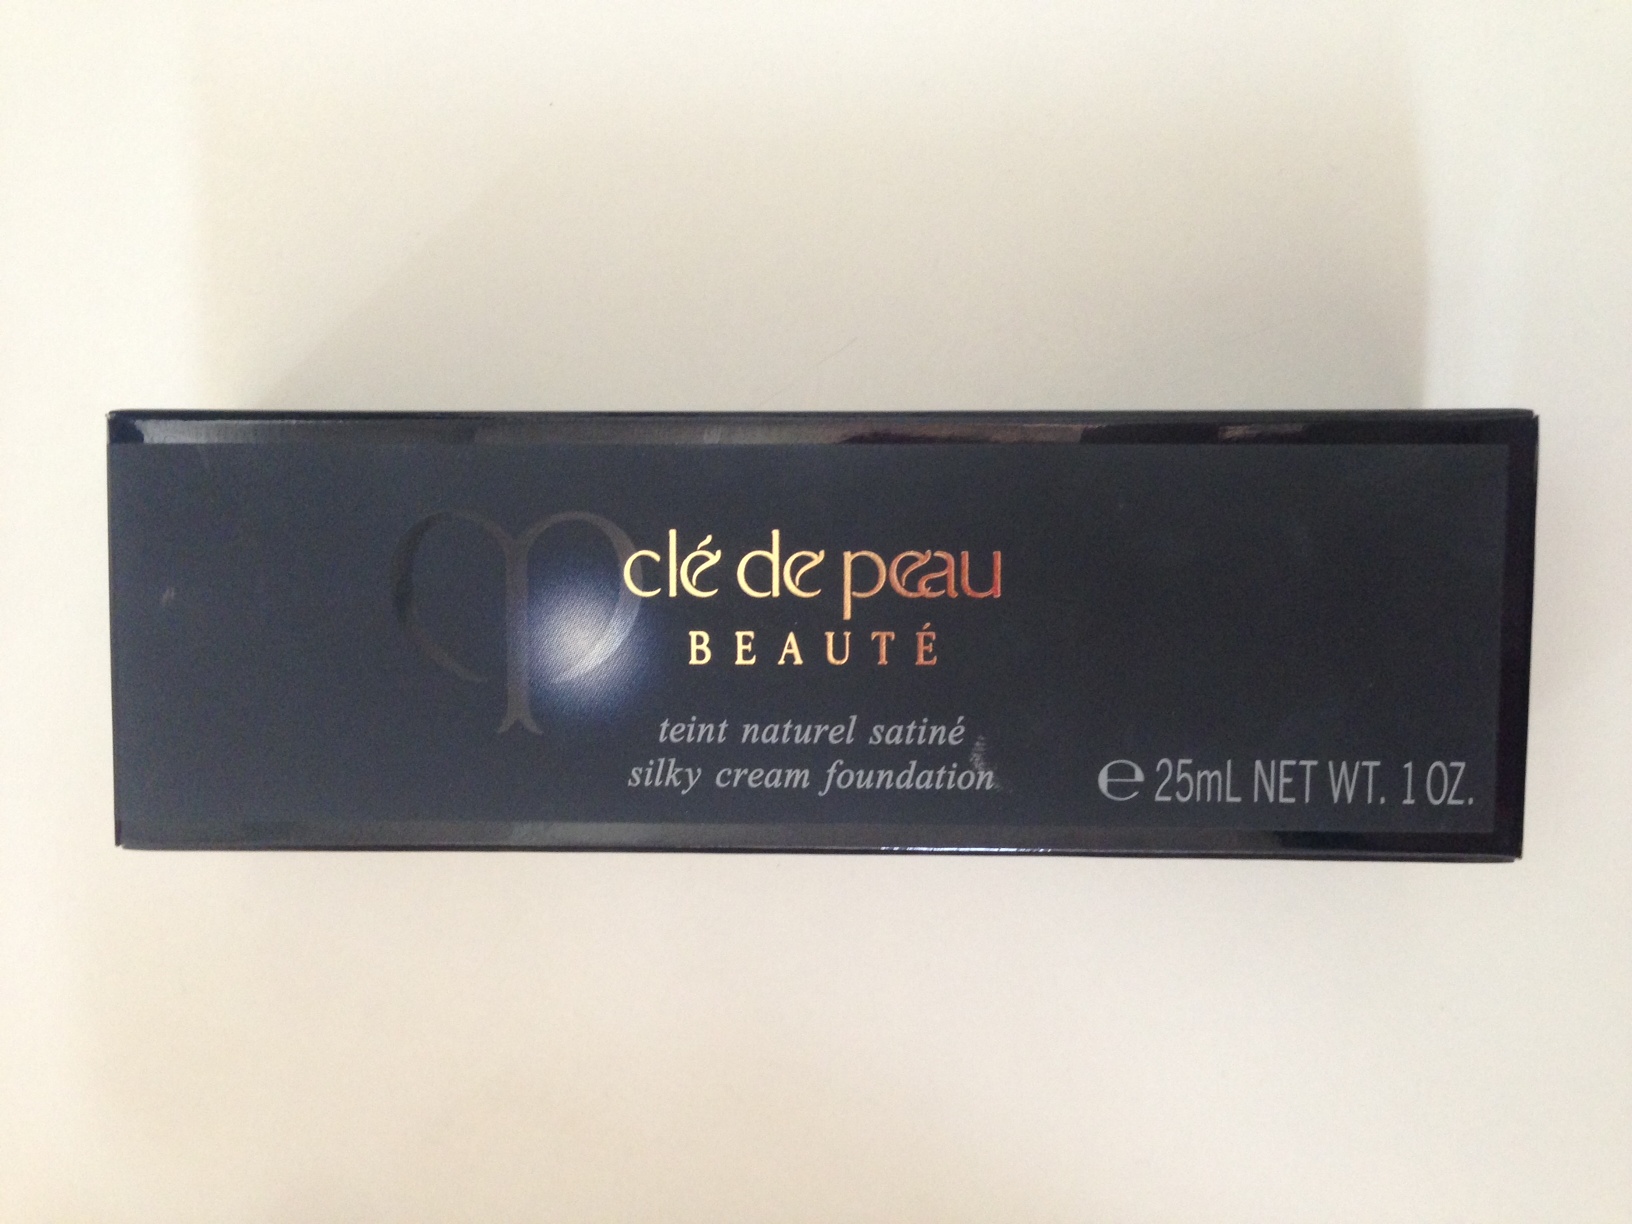 clé de peau
BEAUTÉ
teint naturel satiné
silky cream foundation
℮ 25mL NET WT. 1 OZ.